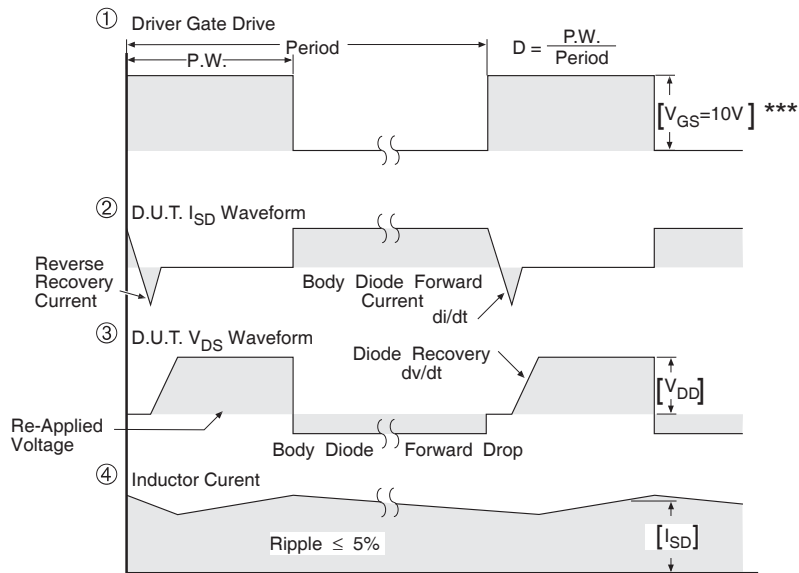 ① Driver Gate Drive
Period
P.W.
D = P.W.
Period
[VGS=10V] ***
② D.U.T. ISD Waveform
Reverse
Recovery
Current
Body Diode Forward
Current
di/dt
③ D.U.T. VDS Waveform
Diode Recovery
dv/dt
[VDD]
Re-Applied
Voltage
Body Diode Forward Drop
④ Inductor Curent
Ripple ≤ 5%
[ISD]